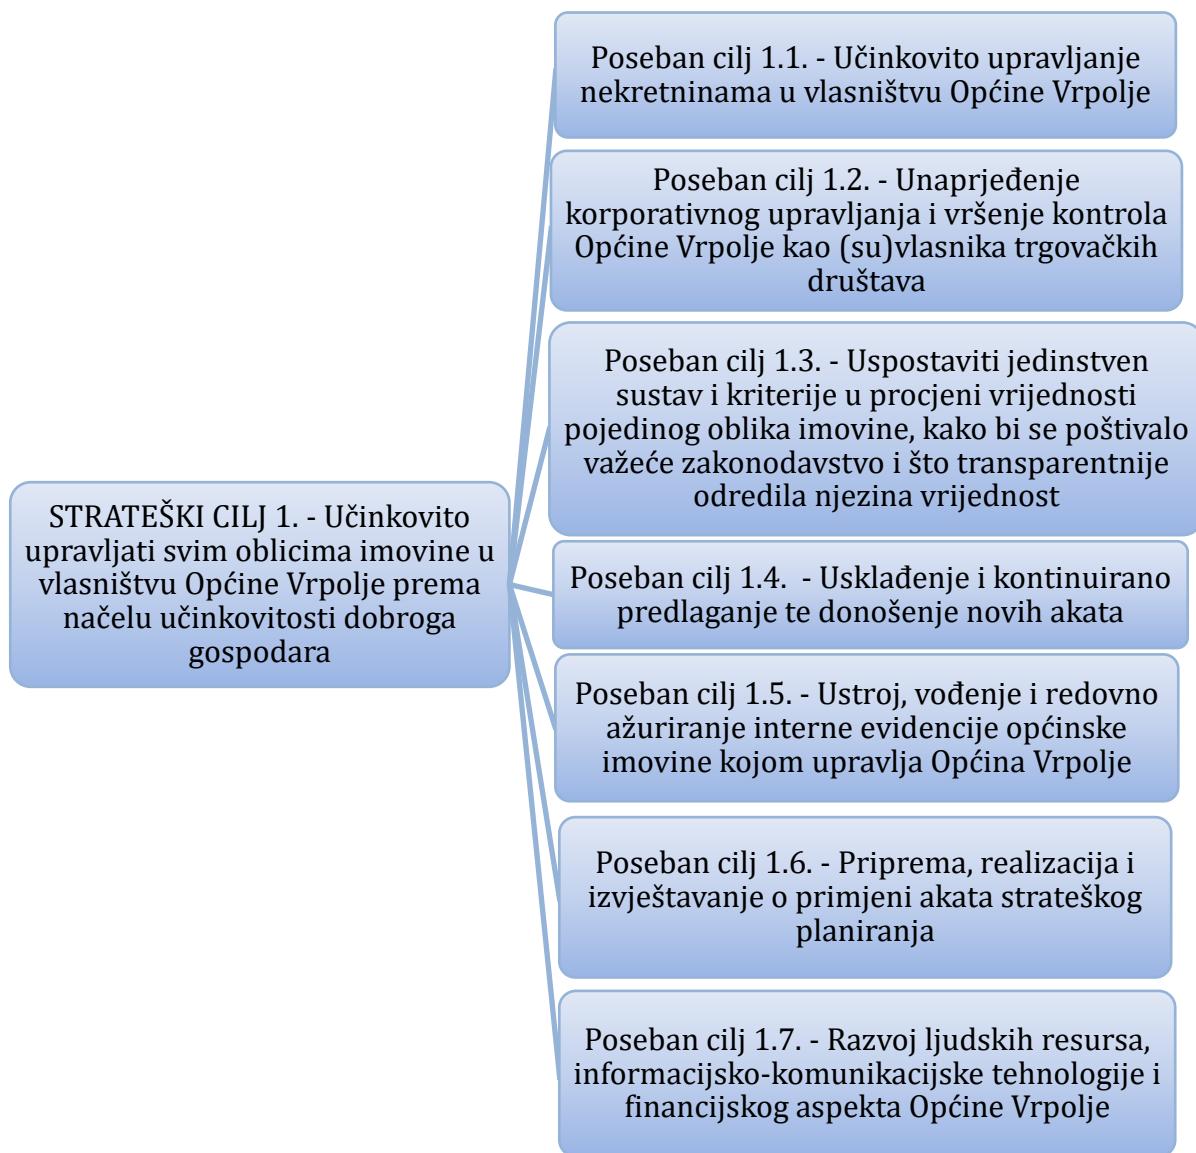 STRATEŠKI CILJ 1. - Učinkovito
upravljati svim oblicima imovine u
vlasništvu Općine Vrpolje prema
načelu učinkovitosti dobroga
gospodara
Poseban cilj 1.1. - Učinkovito upravljanje
nekretninama u vlasništvu Općine Vrpolje
Poseban cilj 1.2. - Unaprjeđenje
korporativnog upravljanja i vršenje kontrola
Općine Vrpolje kao (su)vlasnika trgovačkih
društava
Poseban cilj 1.3. - Uspostaviti jedinstven
sustav i kriterije u procjeni vrijednosti
pojedinog oblika imovine, kako bi se poštivalo
važeće zakonodavstvo i što transparentnije
odredila njezina vrijednost
Poseban cilj 1.4.  - Usklađenje i kontinuirano
predlaganje te donošenje novih akata
Poseban cilj 1.5. - Ustroj, vođenje i redovno
ažuriranje interne evidencije općinske
imovine kojom upravlja Općina Vrpolje
Poseban cilj 1.6. - Priprema, realizacija i
izvještavanje o primjeni akata strateškog
planiranja
Poseban cilj 1.7. - Razvoj ljudskih resursa,
informacijsko-komunikacijske tehnologije i
financijskog aspekta Općine Vrpolje